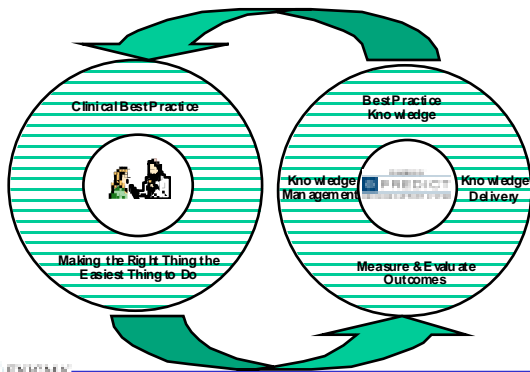 Clinical Best Practice
Making the Right Thing the
Easiest Thing to Do
Best Practice
Knowledge
Knowledge
Management
PREDICT
Knowledge
Delivery
Measure & Evaluate
Outcomes